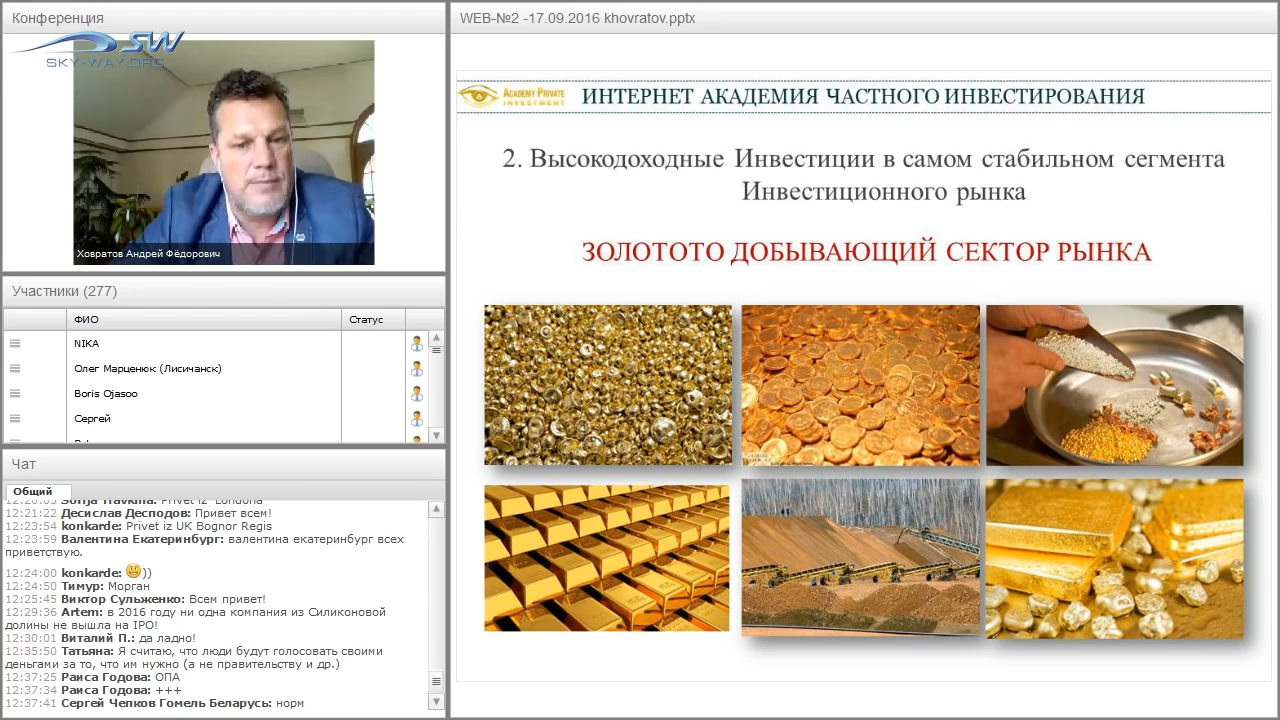 Конференция
SW
SKY-WAY.ORG
Ховратов Андрей Фёдорович
Участники (277)
ФИО Статус
NIKA
Олег Марценюк (Лисичанск)
Boris Ojasoo
Сергей
Чат
Общий
12:21:22 Десислав Десподов: Привет всем!
12:23:54 konkarde: Privet iz UK Bognor Regis
12:23:59 Валентина Екатеринбург: валентина екатеринбург всех
приветствую.
12:24:00 konkarde: ))
12:24:50 Тимур: Морган
12:25:45 Виктор Сульженко: Всем привет!
12:29:36 Artem: в 2016 году ни одна компания из Силиконовой
долины не вышла на IPO!
12:30:01 Виталий П.: да ладно!
12:35:50 Татьяна: Я считаю, что люди будут голосовать своими
деньгами за то, что им нужно (а не правительству и др.)
12:37:25 Раиса Годова: ОПА
12:37:34 Раиса Годова: +++
12:37:41 Сергей Чепков Гомель Беларусь: норм
WEB-№2 -17.09.2016 khovratov.pptx
ACADEMY PRIVATE
INVESTMENT
ИНТЕРНЕТ АКАДЕМИЯ ЧАСТНОГО ИНВЕСТИРОВАНИЯ
2. Высокодоходные Инвестиции в самом стабильном сегмента
Инвестиционного рынка
ЗОЛОТОТО ДОБЫВАЮЩИЙ СЕКТОР РЫНКА